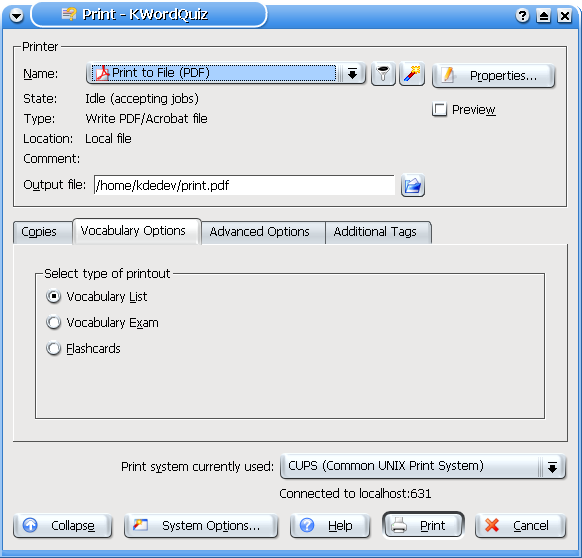 Print - KWordQuiz
Printer
Name: Print to File (PDF) Properties...
State: Idle (accepting jobs)
Preview
Type: Write PDF/Acrobat file
Location: Local file
Comment:
Output file: /home/kdedev/print.pdf
Copies Vocabulary Options Advanced Options Additional Tags
Select type of printout
Vocabulary List
Vocabulary Exam
Flashcards
Print system currently used: CUPS (Common UNIX Print System)
Connected to localhost:631
Collapse System Options... Help Print Cancel